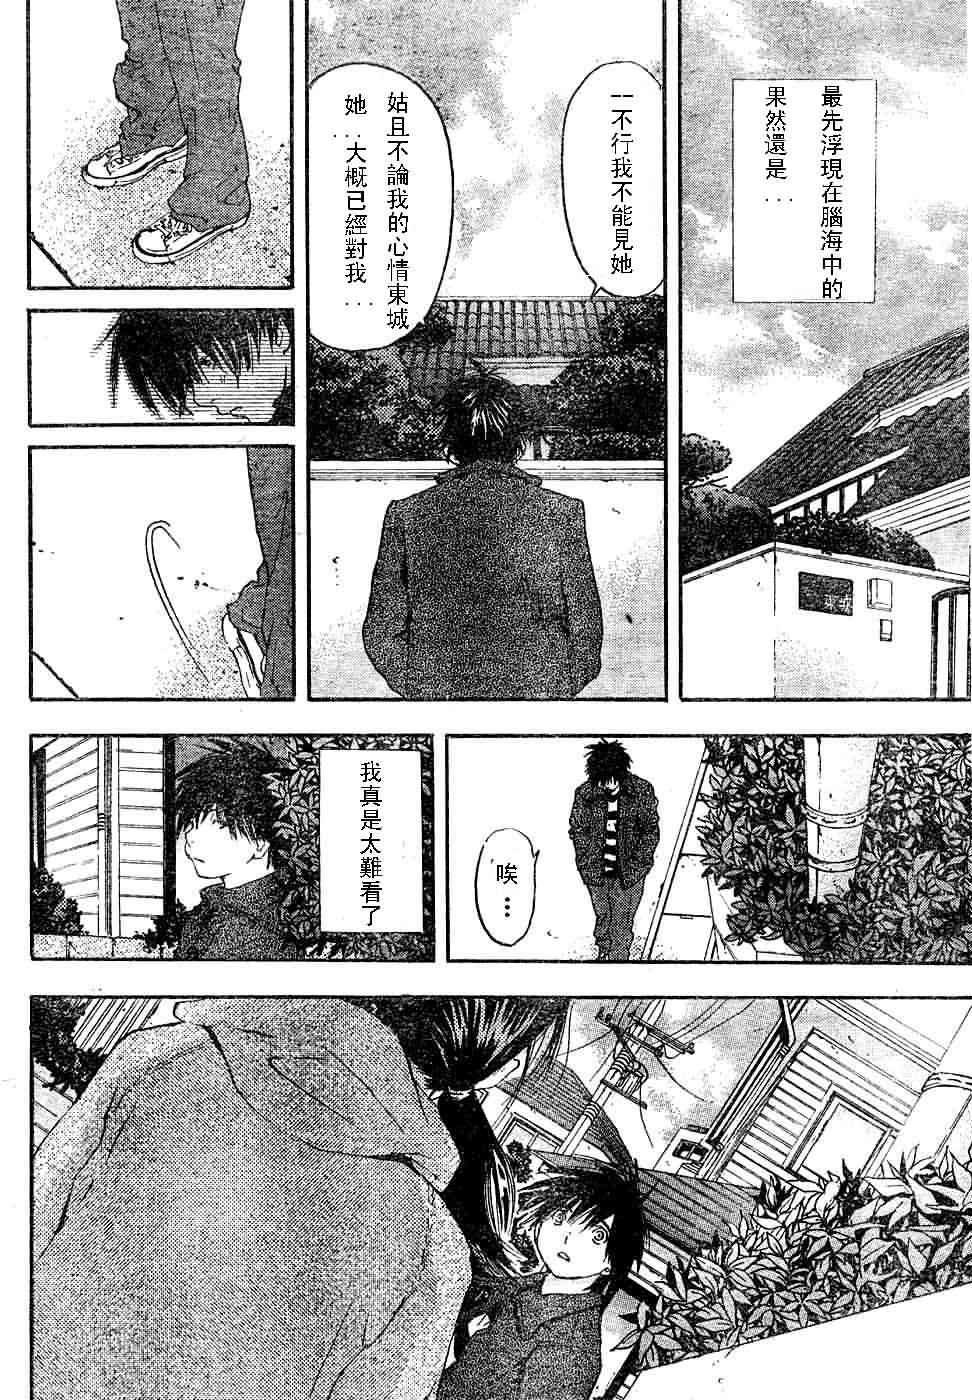 最先浮現在腦海中的
果然還是...
--不行我不能見她
姑且不論我的心情東城
她...大概已經對我...
唉...
我真是太難看了